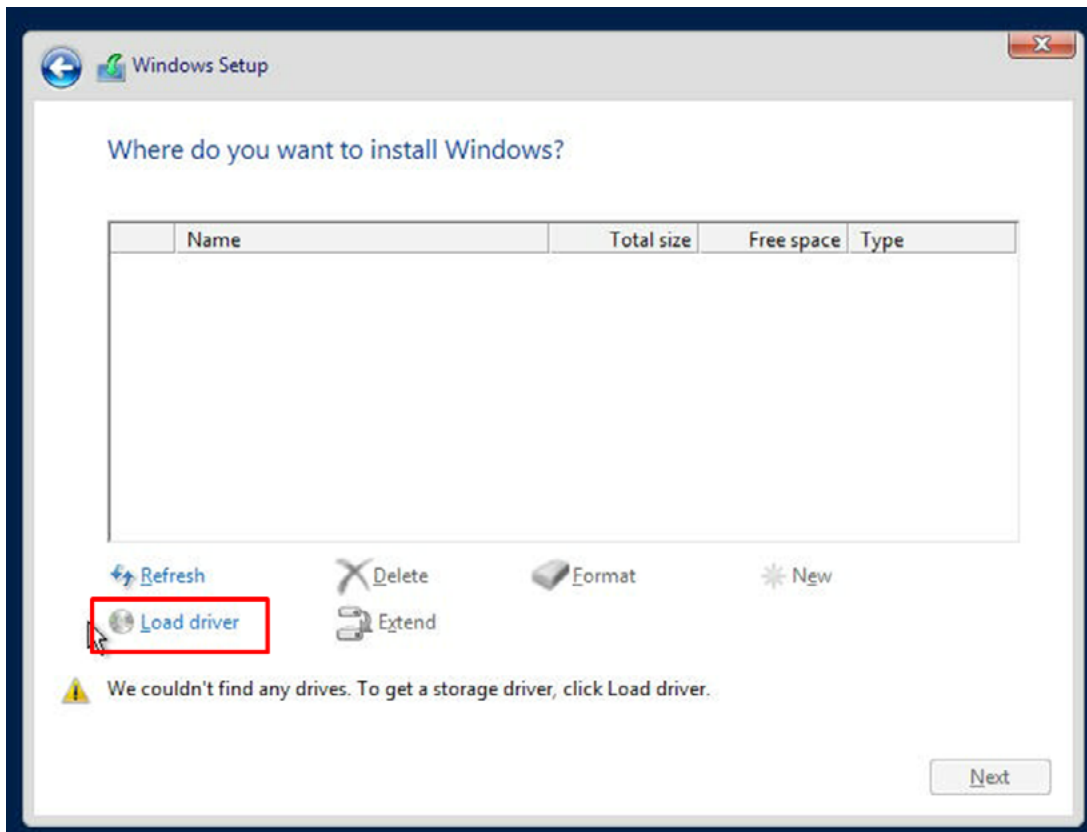 Windows Setup
Where do you want to install Windows?
Name Total size Free space Type
Refresh Delete Format New
Load driver Extend
We couldn't find any drives. To get a storage driver, click Load driver.
Next